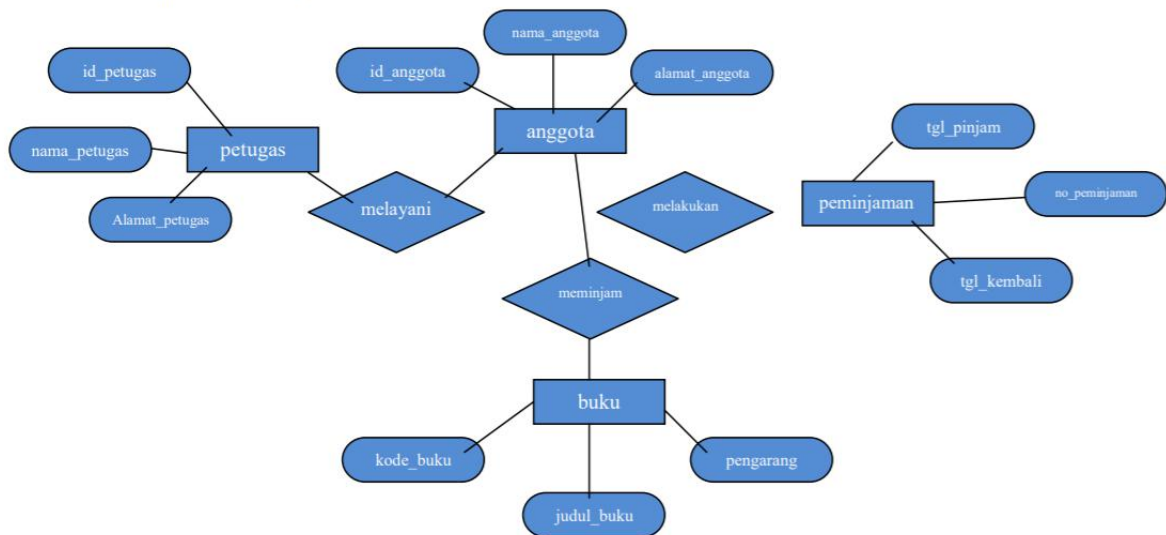 nama_anggota
id_petugas
id_anggota
alamat_anggota
tgl_pinjam
anggota
nama_petugas
petugas
no_peminjaman
melayani
melakukan
peminjaman
Alamat_petugas
tgl_kembali
meminjam
buku
kode_buku
pengarang
judul_buku